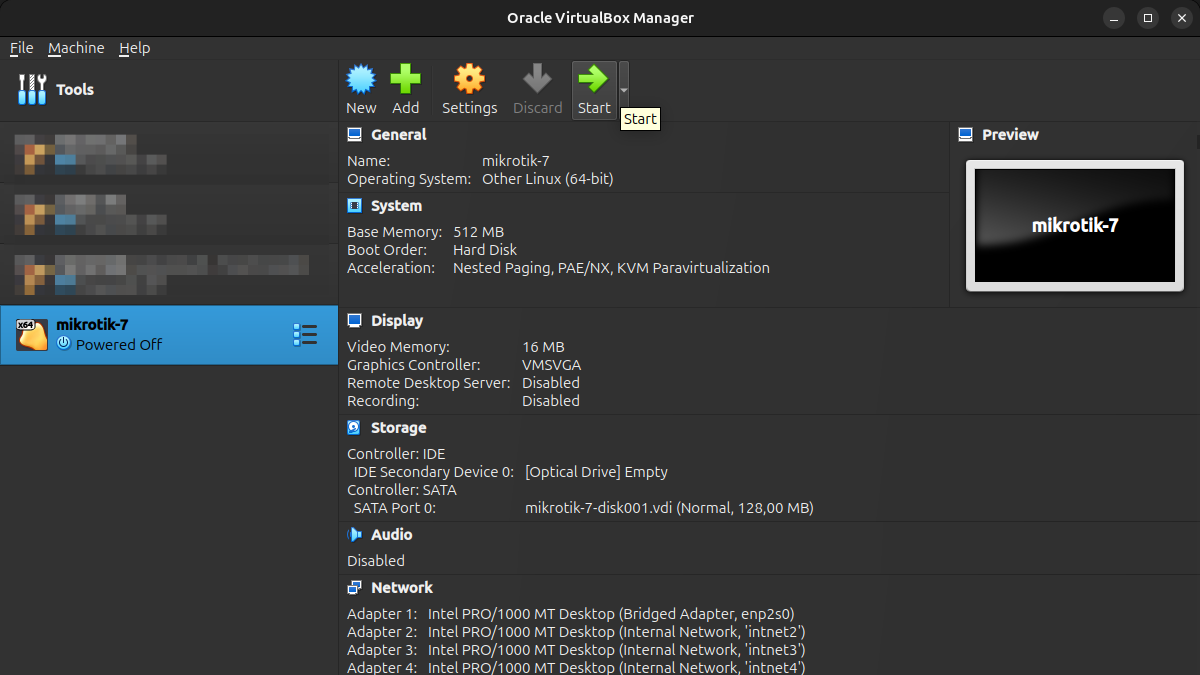 Oracle VirtualBox Manager
File Machine Help
Tools
New Add Settings Discard Start
Start
x64
mikrotik-7
Powered Off
General
Name: mikrotik-7
Operating System: Other Linux (64-bit)
System
Base Memory: 512 MB
Boot Order: Hard Disk
Acceleration: Nested Paging, PAE/NX, KVM Paravirtualization
Preview
mikrotik-7
Display
Video Memory: 16 MB
Graphics Controller: VMSVGA
Remote Desktop Server: Disabled
Recording: Disabled
Storage
Controller: IDE
IDE Secondary Device 0: [Optical Drive] Empty
Controller: SATA
SATA Port 0: mikrotik-7-disk001.vdi (Normal, 128,00 MB)
Audio
Disabled
Network
Adapter 1: Intel PRO/1000 MT Desktop (Bridged Adapter, enp2s0)
Adapter 2: Intel PRO/1000 MT Desktop (Internal Network, 'intnet2')
Adapter 3: Intel PRO/1000 MT Desktop (Internal Network, 'intnet3')
Adapter 4: Intel PRO/1000 MT Desktop (Internal Network, 'intnet4')